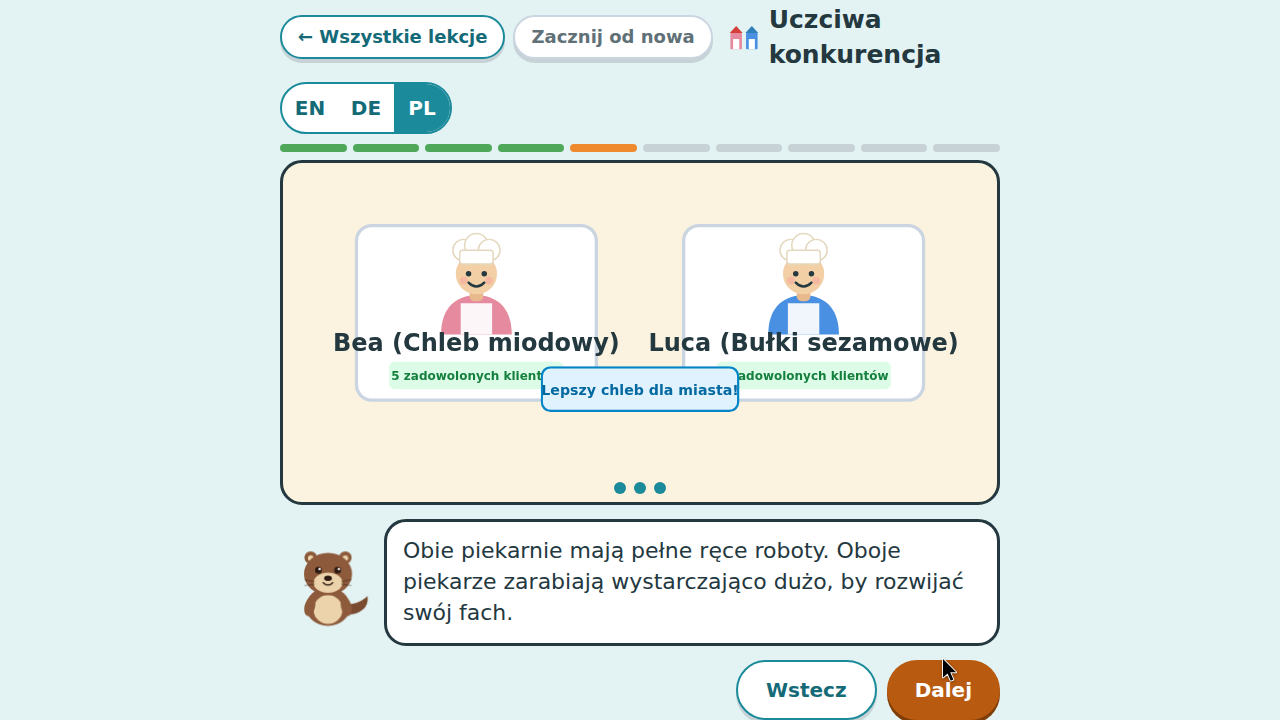 ← Wszystkie lekcje
Zacznij od nowa
Uczciwa
konkurencja
EN DE PL
Bea (Chleb miodowy)
Luca (Bułki sezamowe)
5 zadowolonych
Lepszy chleb dla miasta!
klientów
Obie piekarnie mają pełne ręce roboty. Oboje
piekarze zarabiają wystarczająco dużo, by rozwijać
swój fach.
Wstecz
Dalej